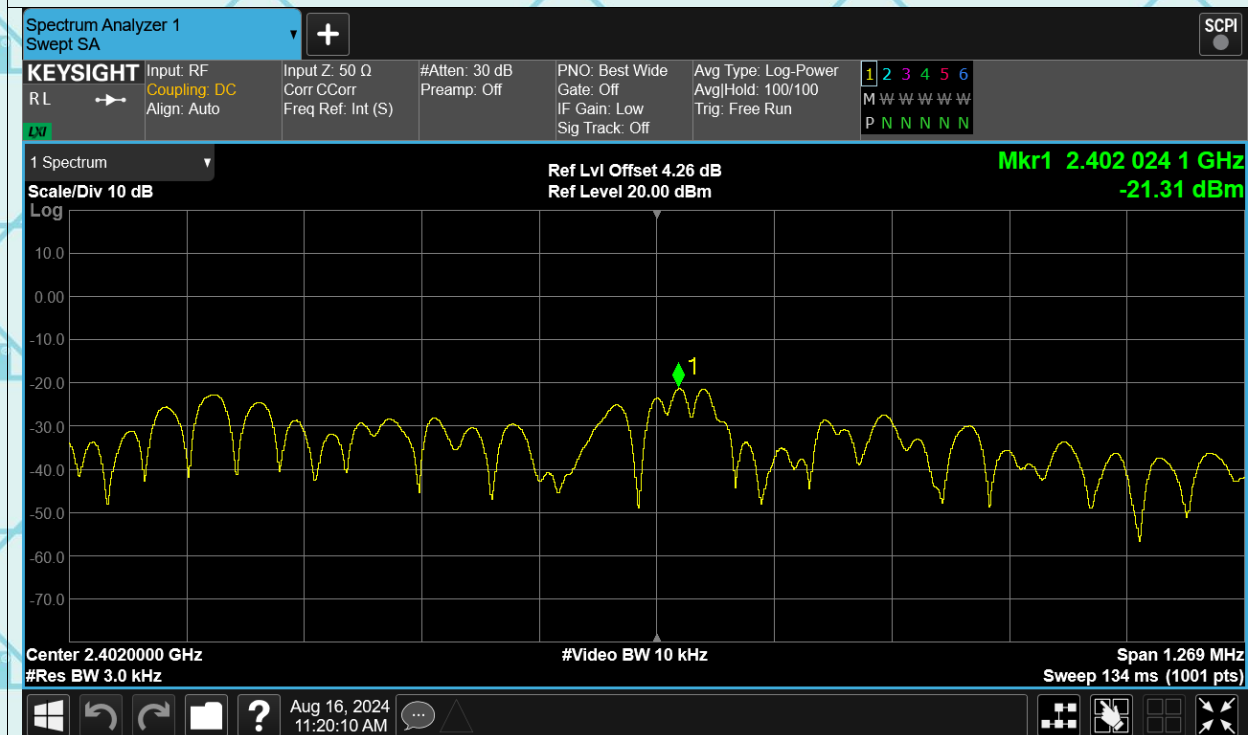 Spectrum Analyzer 1
Swept SA
+
SCPI
KEYSIGHT
R L
LXI
Input: RF
Coupling: DC
Align: Auto
Input Z: 50 Ω
Corr CCorr
Freq Ref: Int (S)
#Atten: 30 dB
Preamp: Off
PNO: Best Wide
Gate: Off
IF Gain: Low
Sig Track: Off
Avg Type: Log-Power
Avg|Hold: 100/100
Trig: Free Run
1 2 3 4 5 6
M W W W W W
P N N N N N
1 Spectrum
Scale/Div 10 dB
Log
Ref Lvl Offset 4.26 dB
Ref Level 20.00 dBm
Mkr1 2.402 024 1 GHz
-21.31 dBm
10.0
0.00
-10.0
-20.0
-30.0
-40.0
-50.0
-60.0
-70.0
1
Center 2.4020000 GHz
#Res BW 3.0 kHz
#Video BW 10 kHz
Span 1.269 MHz
Sweep 134 ms (1001 pts)
?
Aug 16, 2024
11:20:10 AM